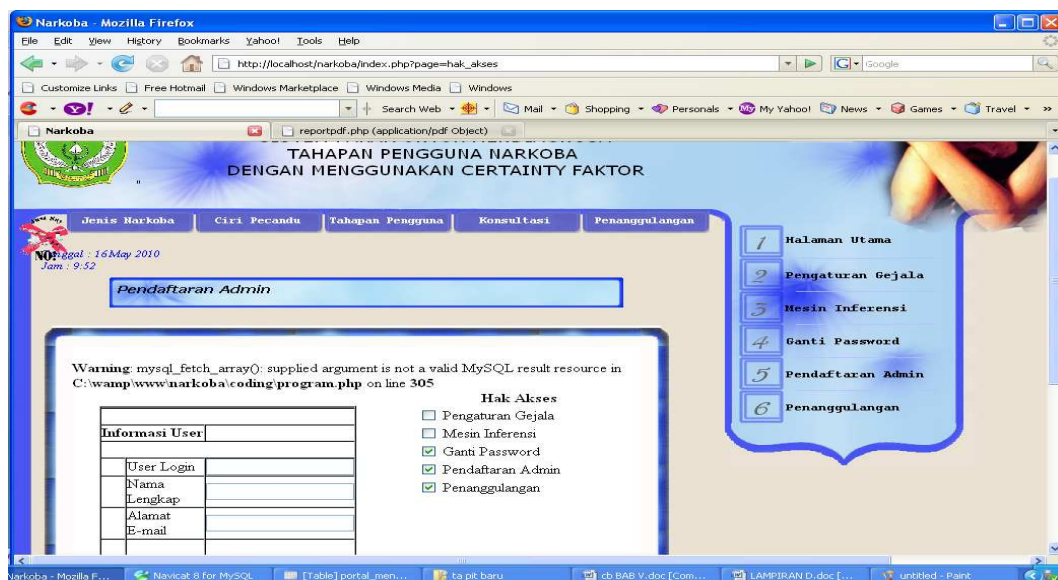 Narkoba - Mozilla Firefox
File Edit View History Bookmarks Yahoo! Tools Help
http://localhost/narkoba/index.php?page=hak_akses
Google
Customize Links Free Hotmail Windows Marketplace Windows Media Windows
Search Web Mail Shopping Personals My Yahoo! News Games Travel
Narkoba reportpdf.php (application/pdf Object)
TAHAPAN PENGGUNA NARKOBA
DENGAN MENGGUNAKAN CERTAINTY FAKTOR
Jenis Narkoba Ciri Pecandu Tahapan Pengguna Konsultasi Penanggulangan
NO!
: 16 May 2010
Jam : 9:52
Pendaftaran Admin
1 Halaman Utama
2 Pengaturan Gejala
3 Mesin Inferensi
4 Ganti Password
5 Pendaftaran Admin
6 Penanggulangan
Warning: mysql_fetch_array(): supplied argument is not a valid MySQL result resource in
C:\wamp\www\narkoba\coding\program.php on line 305
Hak Akses
Pengaturan Gejala
Mesin Inferensi
Ganti Password
Pendaftaran Admin
Penanggulangan
Informasi User
User Login
Nama
Lengkap
Alamat
E-mail
Narkoba - Mozilla F... Navicat 8 for MySQL [Table] portal_men... ta pit baru cb BAB V.doc [Com... LAMPIRAN D.doc [... untitled - Paint